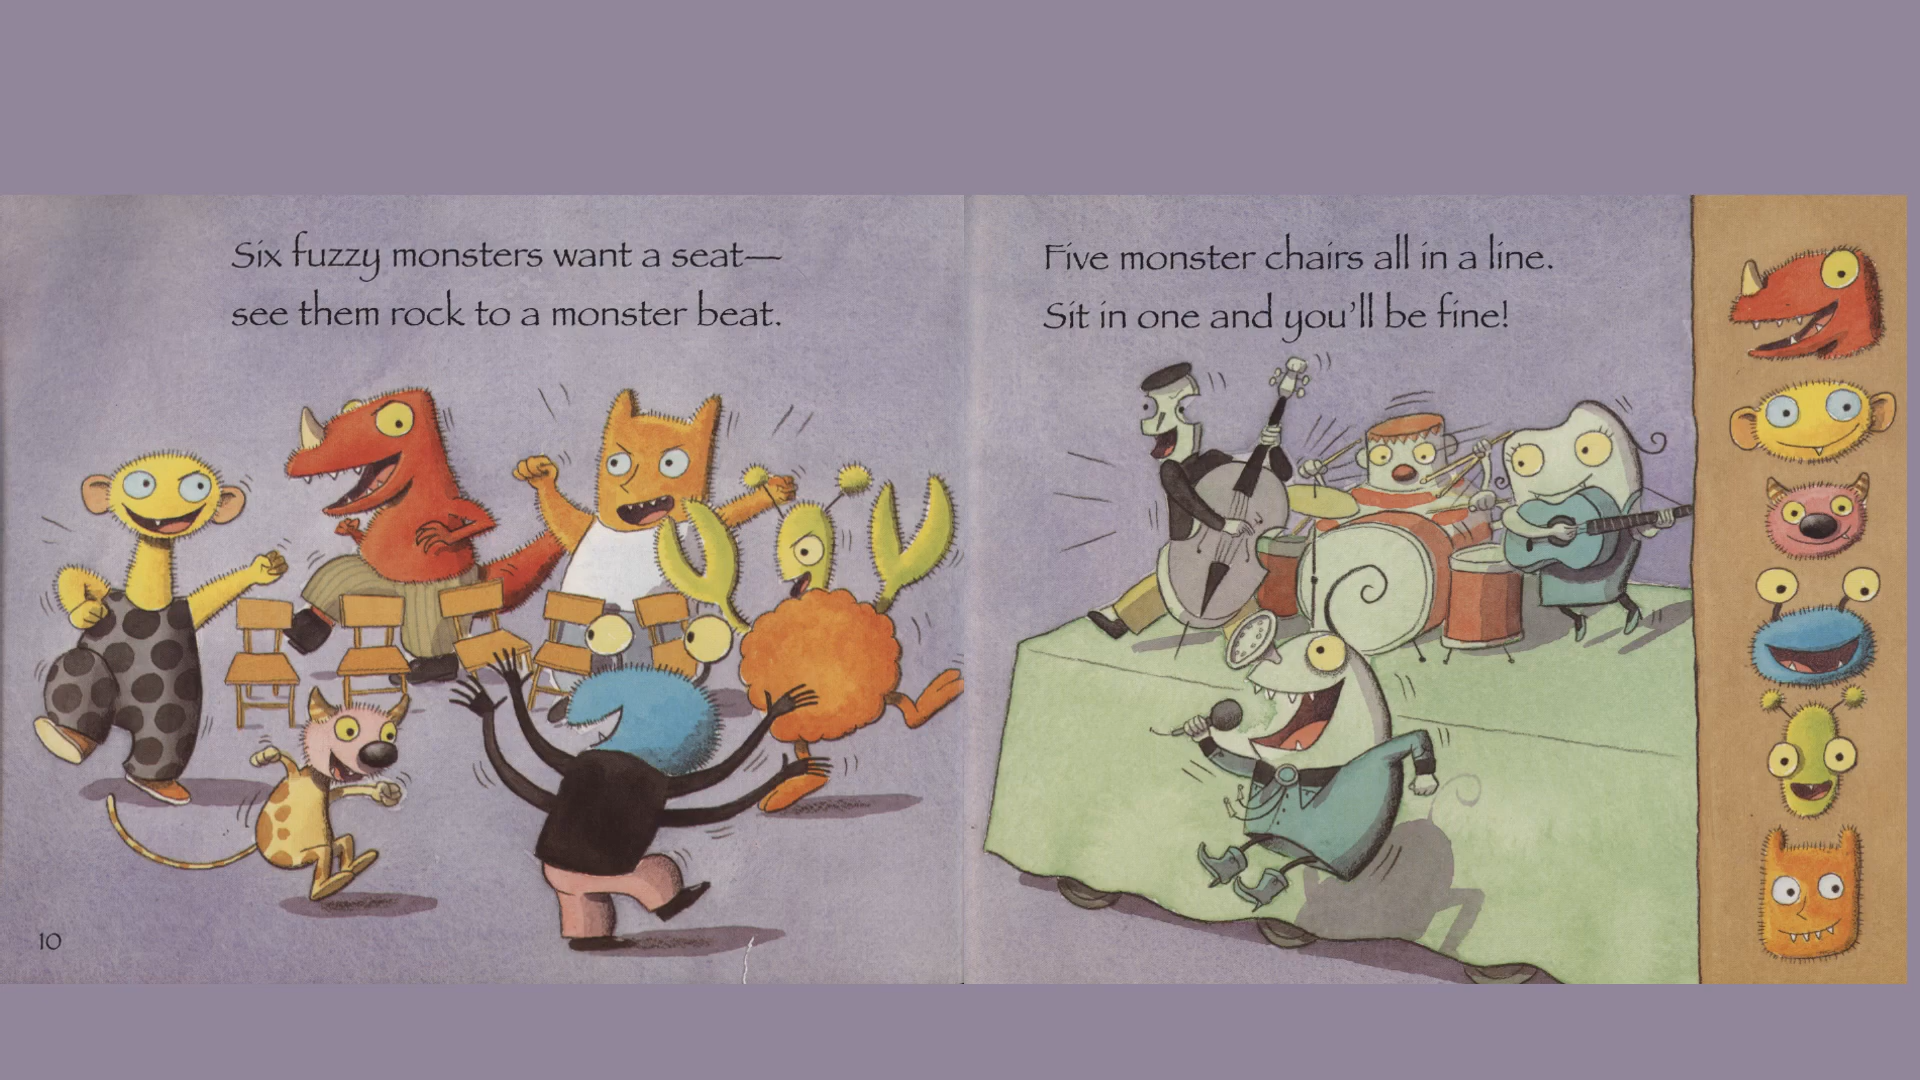 Six fuzzy monsters want a seat—
see them rock to a monster beat.
Five monster chairs all in a line.
Sit in one and you'll be fine!
10